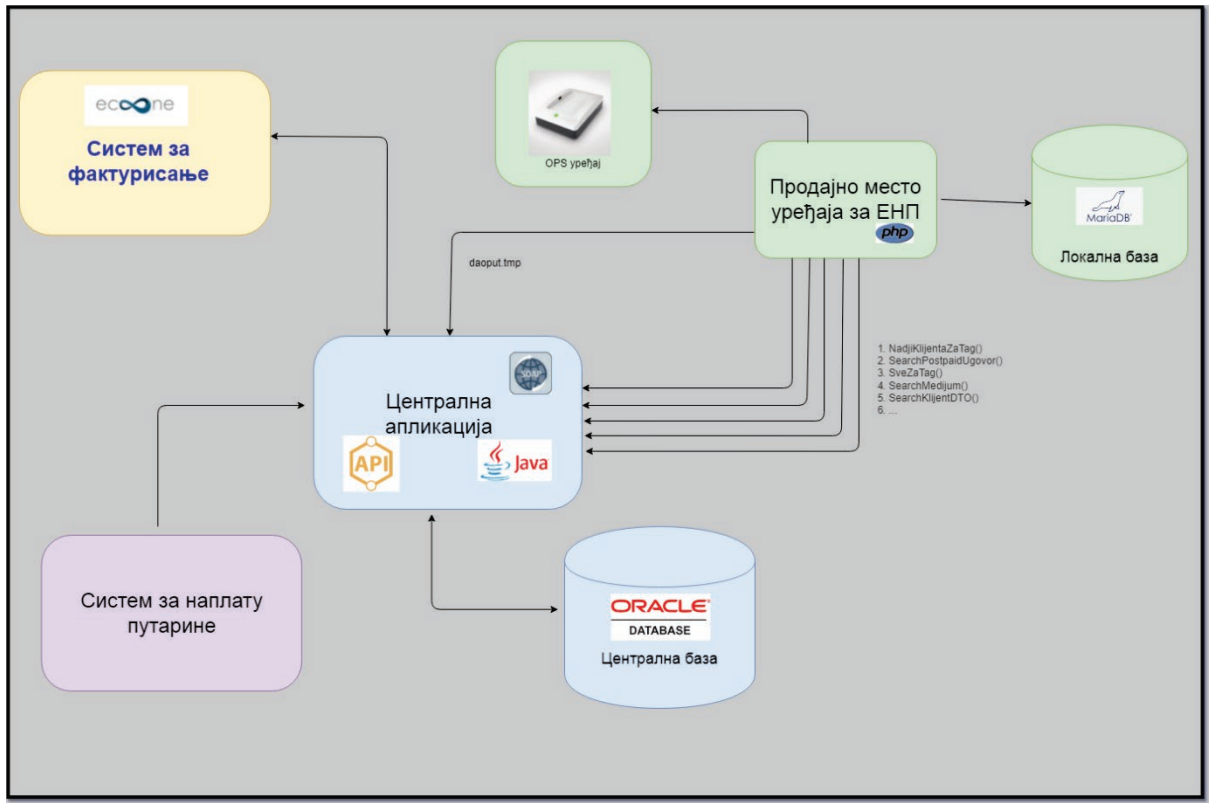 ecoone
Систем за
фактурисање
OPS уређај
Продајно место
уређаја за ЕНП
php
MariaDB
Локална база
daoput.tmp
1. NadjiKlijentaZaTag()
2. SearchPostpaidUgovor()
3. SveZaTag()
4. SearchMedijum()
5. SearchKlijentDTO()
6. ...
SOAP
Централна
апликација
API
Java
Систем за наплату
путарине
ORACLE
DATABASE
Централна база